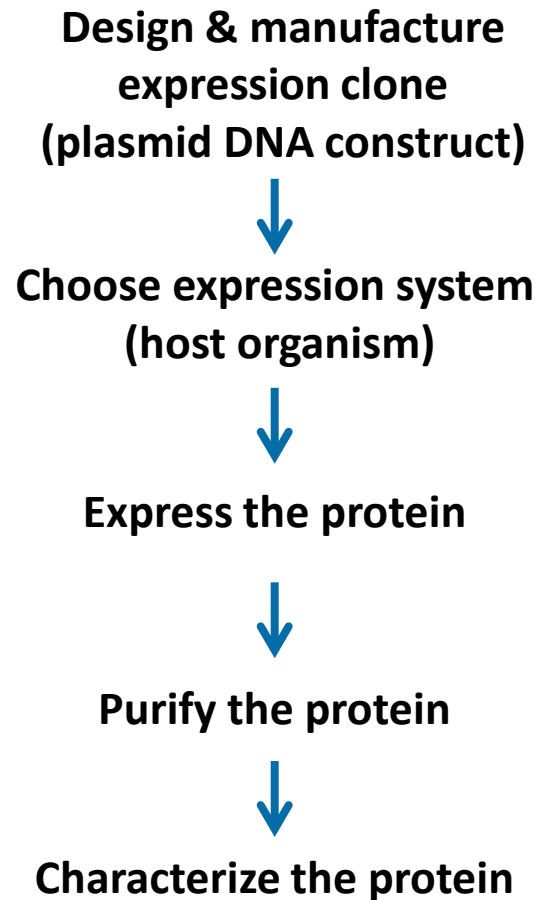 Design & manufacture
expression clone
(plasmid DNA construct)
Choose expression system
(host organism)
Express the protein
Purify the protein
Characterize the protein